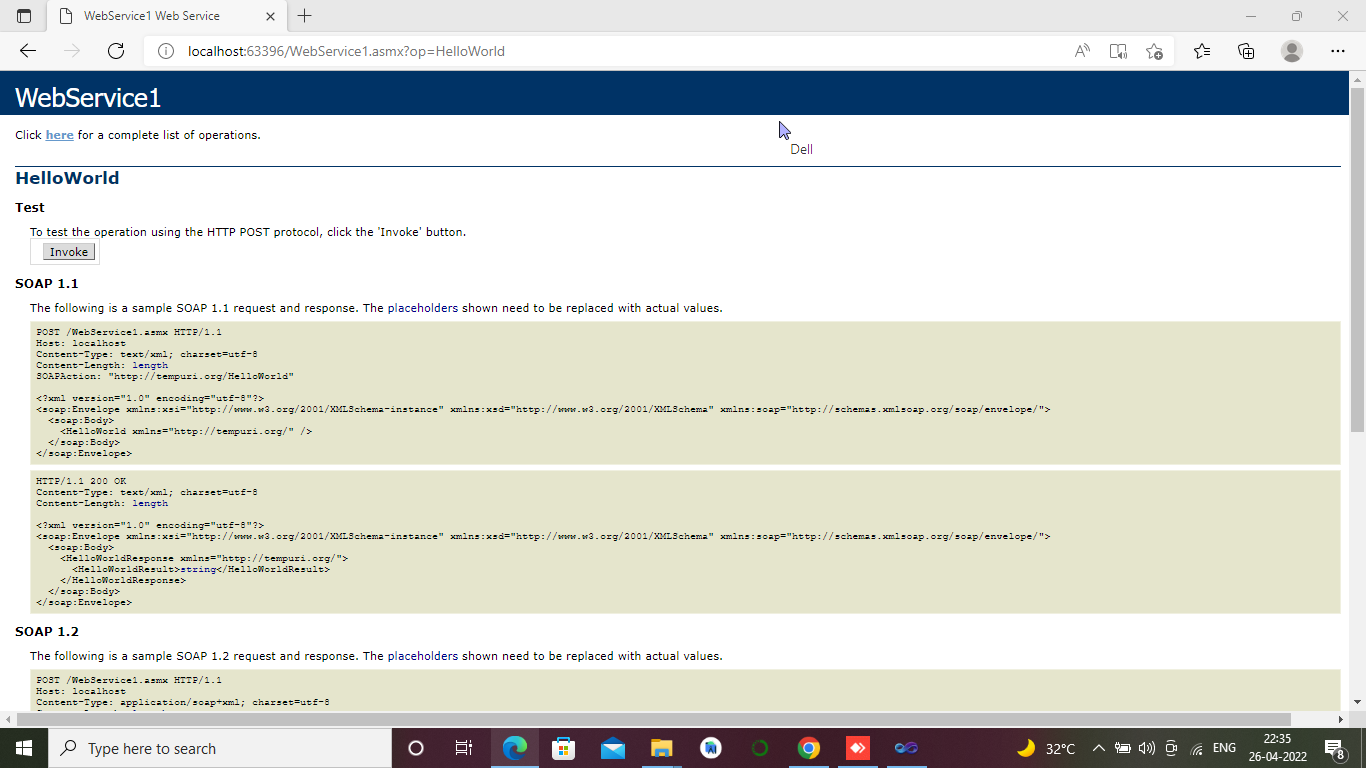 WebService1 Web Service
localhost:63396/WebService1.asmx?op=HelloWorld
WebService1
Click here for a complete list of operations.
Dell
HelloWorld
Test
To test the operation using the HTTP POST protocol, click the 'Invoke' button.
Invoke
SOAP 1.1
The following is a sample SOAP 1.1 request and response. The placeholders shown need to be replaced with actual values.
POST /WebService1.asmx HTTP/1.1
Host: localhost
Content-Type: text/xml; charset=utf-8
Content-Length: length
SOAPAction: "http://tempuri.org/HelloWorld"
<?xml version="1.0" encoding="utf-8"?>
<soap:Envelope xmlns:xsi="http://www.w3.org/2001/XMLSchema-instance" xmlns:xsd="http://www.w3.org/2001/XMLSchema" xmlns:soap="http://schemas.xmlsoap.org/soap/envelope/">
<soap:Body>
<HelloWorld xmlns="http://tempuri.org/" />
</soap:Body>
</soap:Envelope>
HTTP/1.1 200 OK
Content-Type: text/xml; charset=utf-8
Content-Length: length
<?xml version="1.0" encoding="utf-8"?>
<soap:Envelope xmlns:xsi="http://www.w3.org/2001/XMLSchema-instance" xmlns:xsd="http://www.w3.org/2001/XMLSchema" xmlns:soap="http://schemas.xmlsoap.org/soap/envelope/">
<soap:Body>
<HelloWorldResponse xmlns="http://tempuri.org/">
<HelloWorldResult>string</HelloWorldResult>
</HelloWorldResponse>
</soap:Body>
</soap:Envelope>
SOAP 1.2
The following is a sample SOAP 1.2 request and response. The placeholders shown need to be replaced with actual values.
POST /WebService1.asmx HTTP/1.1
Host: localhost
Content-Type: application/soap+xml; charset=utf-8
Type here to search
32°C
ENG
22:35
26-04-2022
8